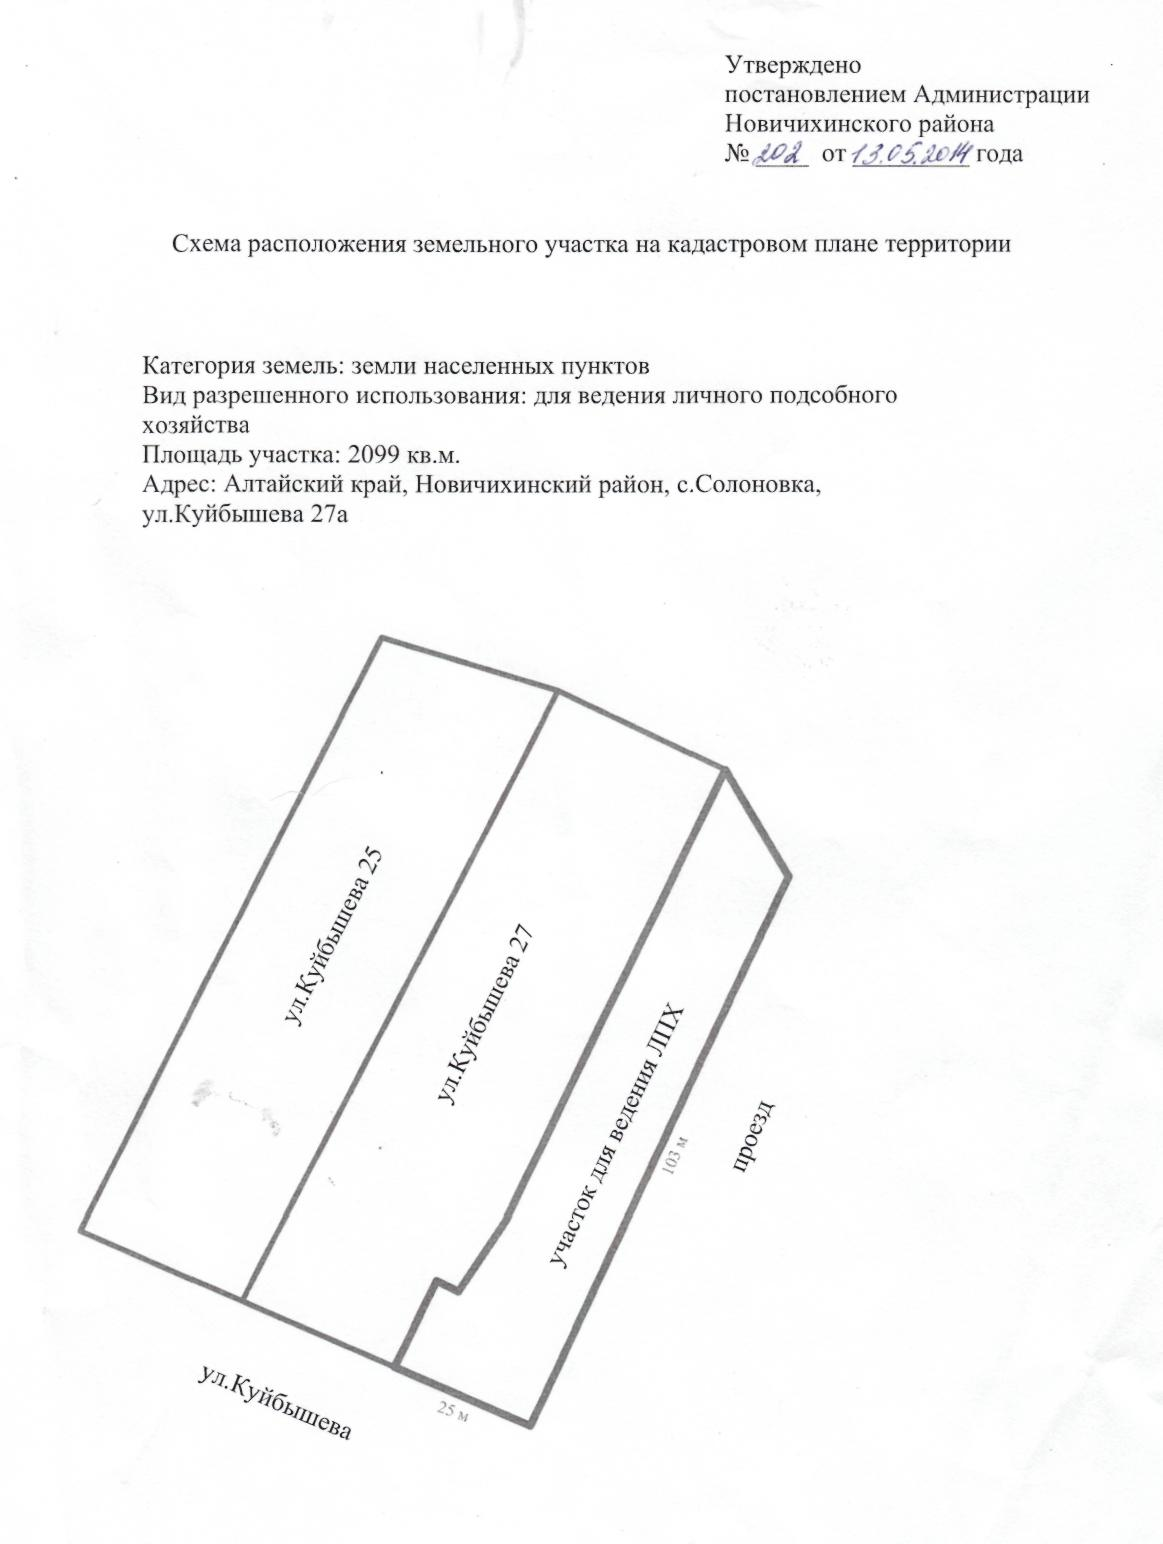 Утверждено
постановлением Администрации
Новичихинского района
№ 202 от 13.05.2014 года
Схема расположения земельного участка на кадастровом плане территории
Категория земель: земли населенных пунктов
Вид разрешенного использования: для ведения личного подсобного
хозяйства
Площадь участка: 2099 кв.м.
Адрес: Алтайский край, Новичихинский район, с.Солоновка,
ул.Куйбышева 27а
ул.Куйбышева 25
ул.Куйбышева 27
участок для ведения ЛПХ
103 м
проезд
ул.Куйбышева
25 м